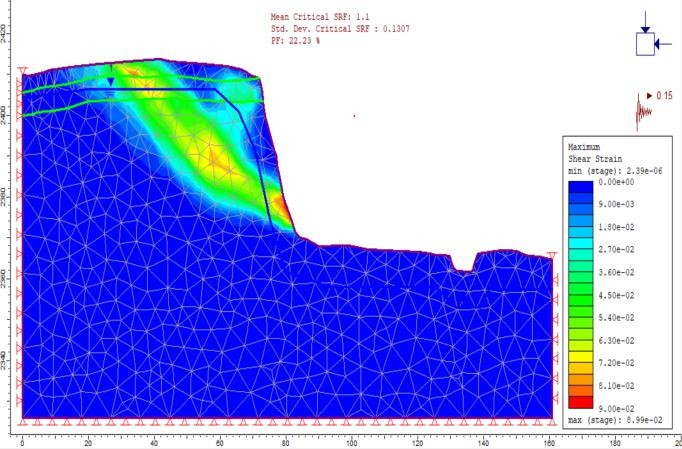 Mean Critical SRF: 1.1
Std. Dev. Critical SRF : 0.1307
PF: 22.23 %
0.15
Maximum
Shear Strain
min (stage): 2.39e-06
0.00e+00
9.00e-03
1.80e-02
2.70e-02
3.60e-02
4.50e-02
5.40e-02
6.30e-02
7.20e-02
8.10e-02
9.00e-02
max (stage): 8.99e-02
2420
2400
2380
2360
2340
0 20 40 60 80 100 120 140 160 180 20